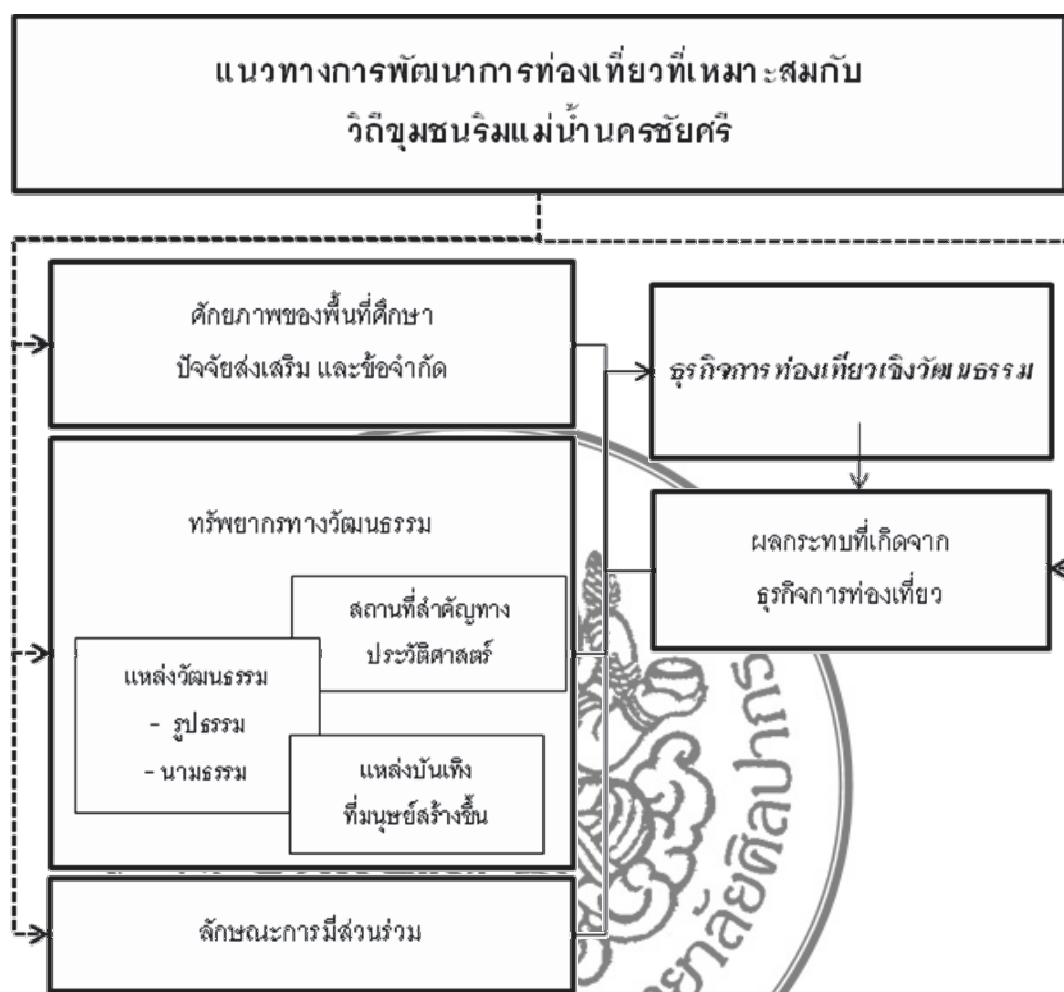 แนวทางการพัฒนาการท่องเที่ยวที่เหมาะสมกับ
วิถีชุมชนริมแม่น้ำนครชัยศรี
ศักยภาพของพื้นที่ศึกษา
ปัจจัยส่งเสริม และข้อจำกัด
ธุรกิจการท่องเที่ยวเชิงวัฒนธรรม
ทรัพยากรทางวัฒนธรรม
ผลกระทบที่เกิดจาก
ธุรกิจการท่องเที่ยว
สถานที่สำคัญทาง
ประวัติศาสตร์
แหล่งวัฒนธรรม
- รูปธรรม
- นามธรรม
แหล่งบันเทิง
ที่มนุษย์สร้างขึ้น
ลักษณะการมีส่วนร่วม
ยาลัยศิลปากร